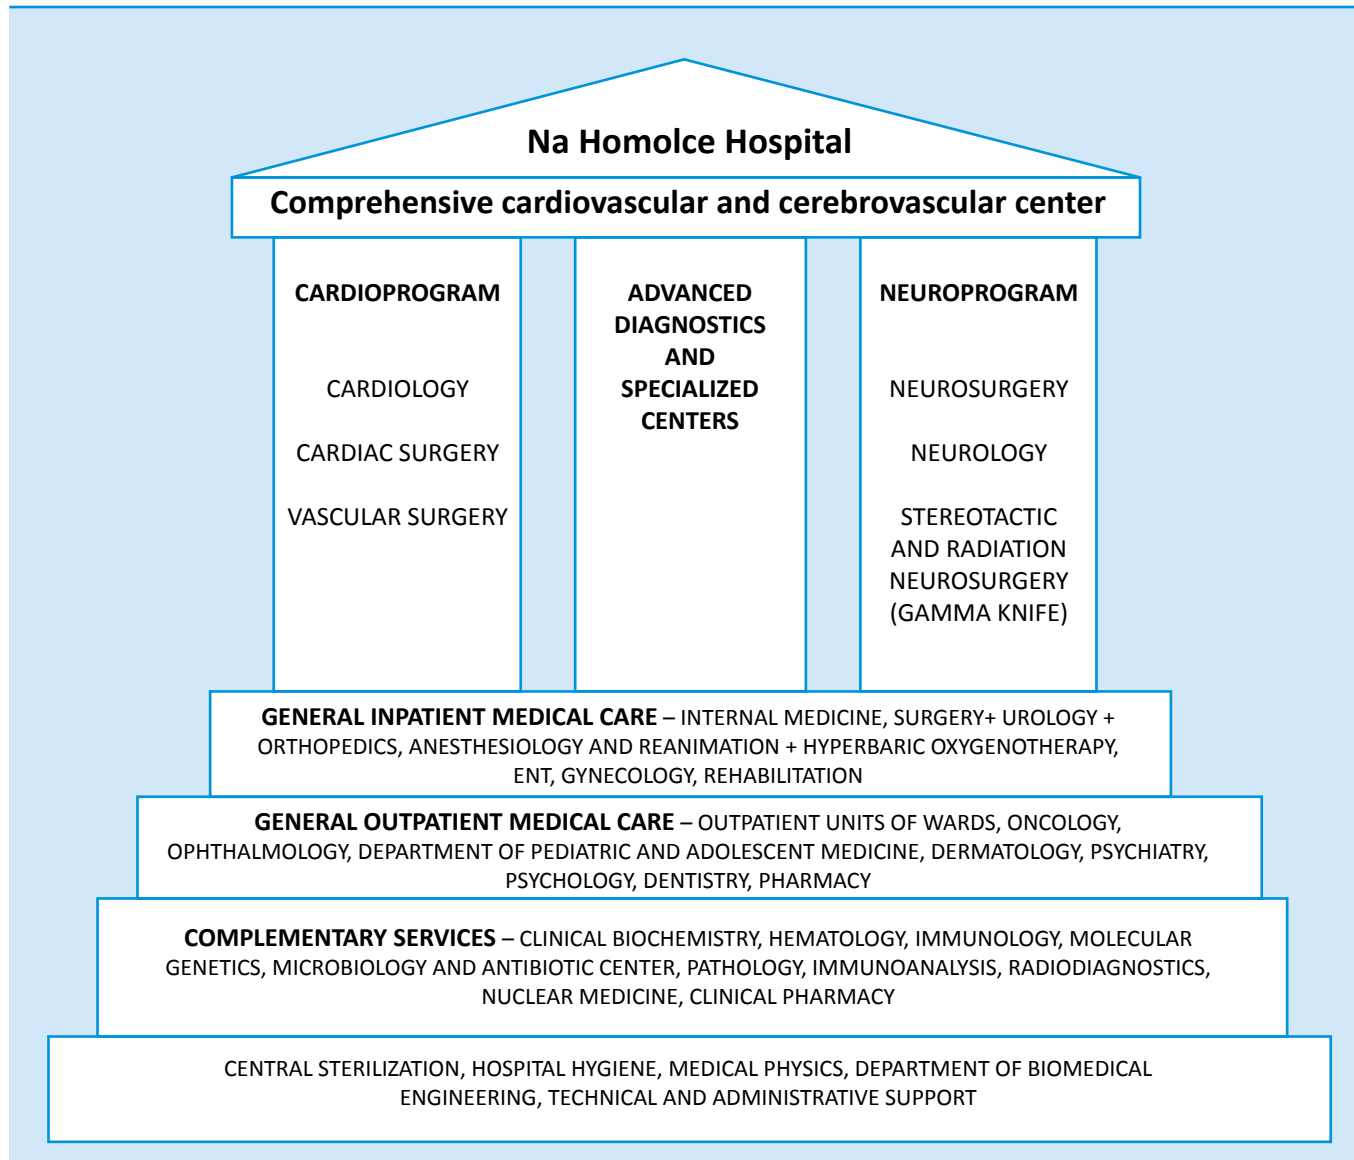 Na Homolce Hospital
Comprehensive cardiovascular and cerebrovascular center
CARDIOPROGRAM
CARDIOLOGY
CARDIAC SURGERY
VASCULAR SURGERY
ADVANCED
DIAGNOSTICS
AND
SPECIALIZED
CENTERS
NEUROPROGRAM
NEUROSURGERY
NEUROLOGY
STEREOTACTIC
AND RADIATION
NEUROSURGERY
(GAMMA KNIFE)
GENERAL INPATIENT MEDICAL CARE – INTERNAL MEDICINE, SURGERY+ UROLOGY +
ORTHOPEDICS, ANESTHESIOLOGY AND REANIMATION + HYPERBARIC OXYGENOTHERAPY,
ENT, GYNECOLOGY, REHABILITATION
GENERAL OUTPATIENT MEDICAL CARE – OUTPATIENT UNITS OF WARDS, ONCOLOGY,
OPHTHALMOLOGY, DEPARTMENT OF PEDIATRIC AND ADOLESCENT MEDICINE, DERMATOLOGY, PSYCHIATRY,
PSYCHOLOGY, DENTISTRY, PHARMACY
COMPLEMENTARY SERVICES – CLINICAL BIOCHEMISTRY, HEMATOLOGY, IMMUNOLOGY, MOLECULAR
GENETICS, MICROBIOLOGY AND ANTIBIOTIC CENTER, PATHOLOGY, IMMUNOANALYSIS, RADIODIAGNOSTICS,
NUCLEAR MEDICINE, CLINICAL PHARMACY
CENTRAL STERILIZATION, HOSPITAL HYGIENE, MEDICAL PHYSICS, DEPARTMENT OF BIOMEDICAL
ENGINEERING, TECHNICAL AND ADMINISTRATIVE SUPPORT